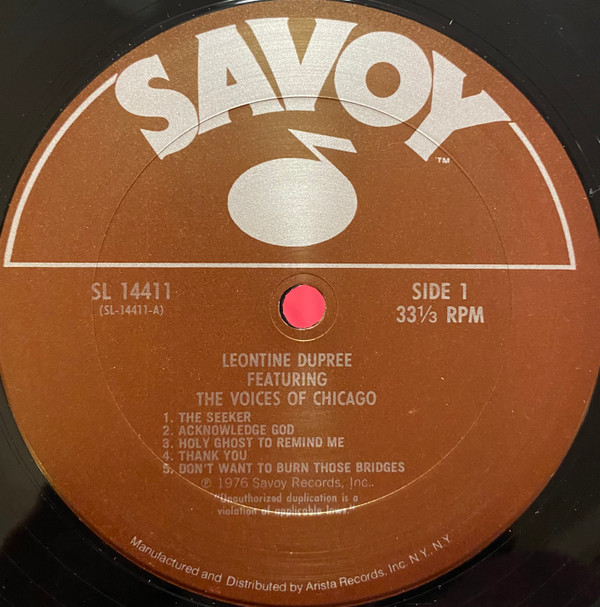 SAVOY
TM
SL 14411
(SL-14411-A)
SIDE 1
33⅓ RPM
LEONTINE DUPREE
FEATURING
THE VOICES OF CHICAGO
1. THE SEEKER
2. ACKNOWLEDGE GOD
3. HOLY GHOST TO REMIND ME
4. THANK YOU
5. DON'T WANT TO BURN THOSE BRIDGES
℗ 1976 Savoy Records, Inc..
"Unauthorized duplication is a
violation of applicable laws."
Manufactured and Distributed by Arista Records, Inc. N.Y. N.Y.